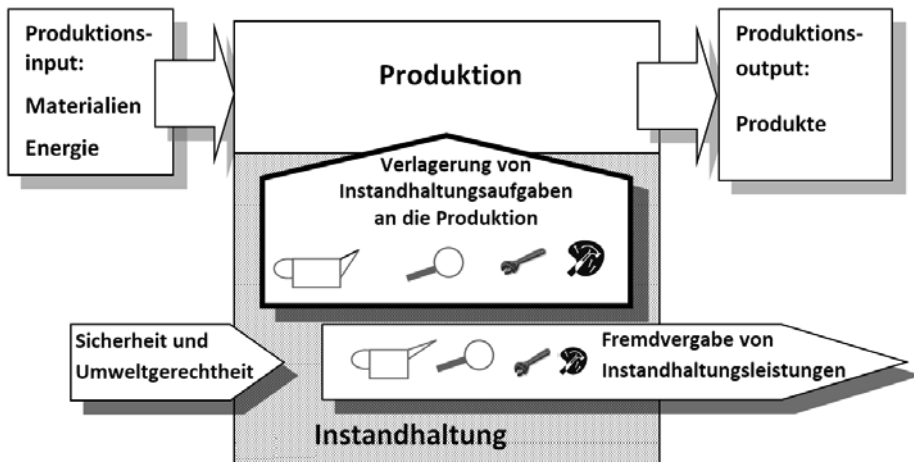 Produktions-
input:
Materialien
Energie
Produktion
Produktions-
output:
Produkte
Verlagerung von
Instandhaltungsaufgaben
an die Produktion
Sicherheit und
Umweltgerechtheit
Fremdvergabe von
Instandhaltungsleistungen
Instandhaltung